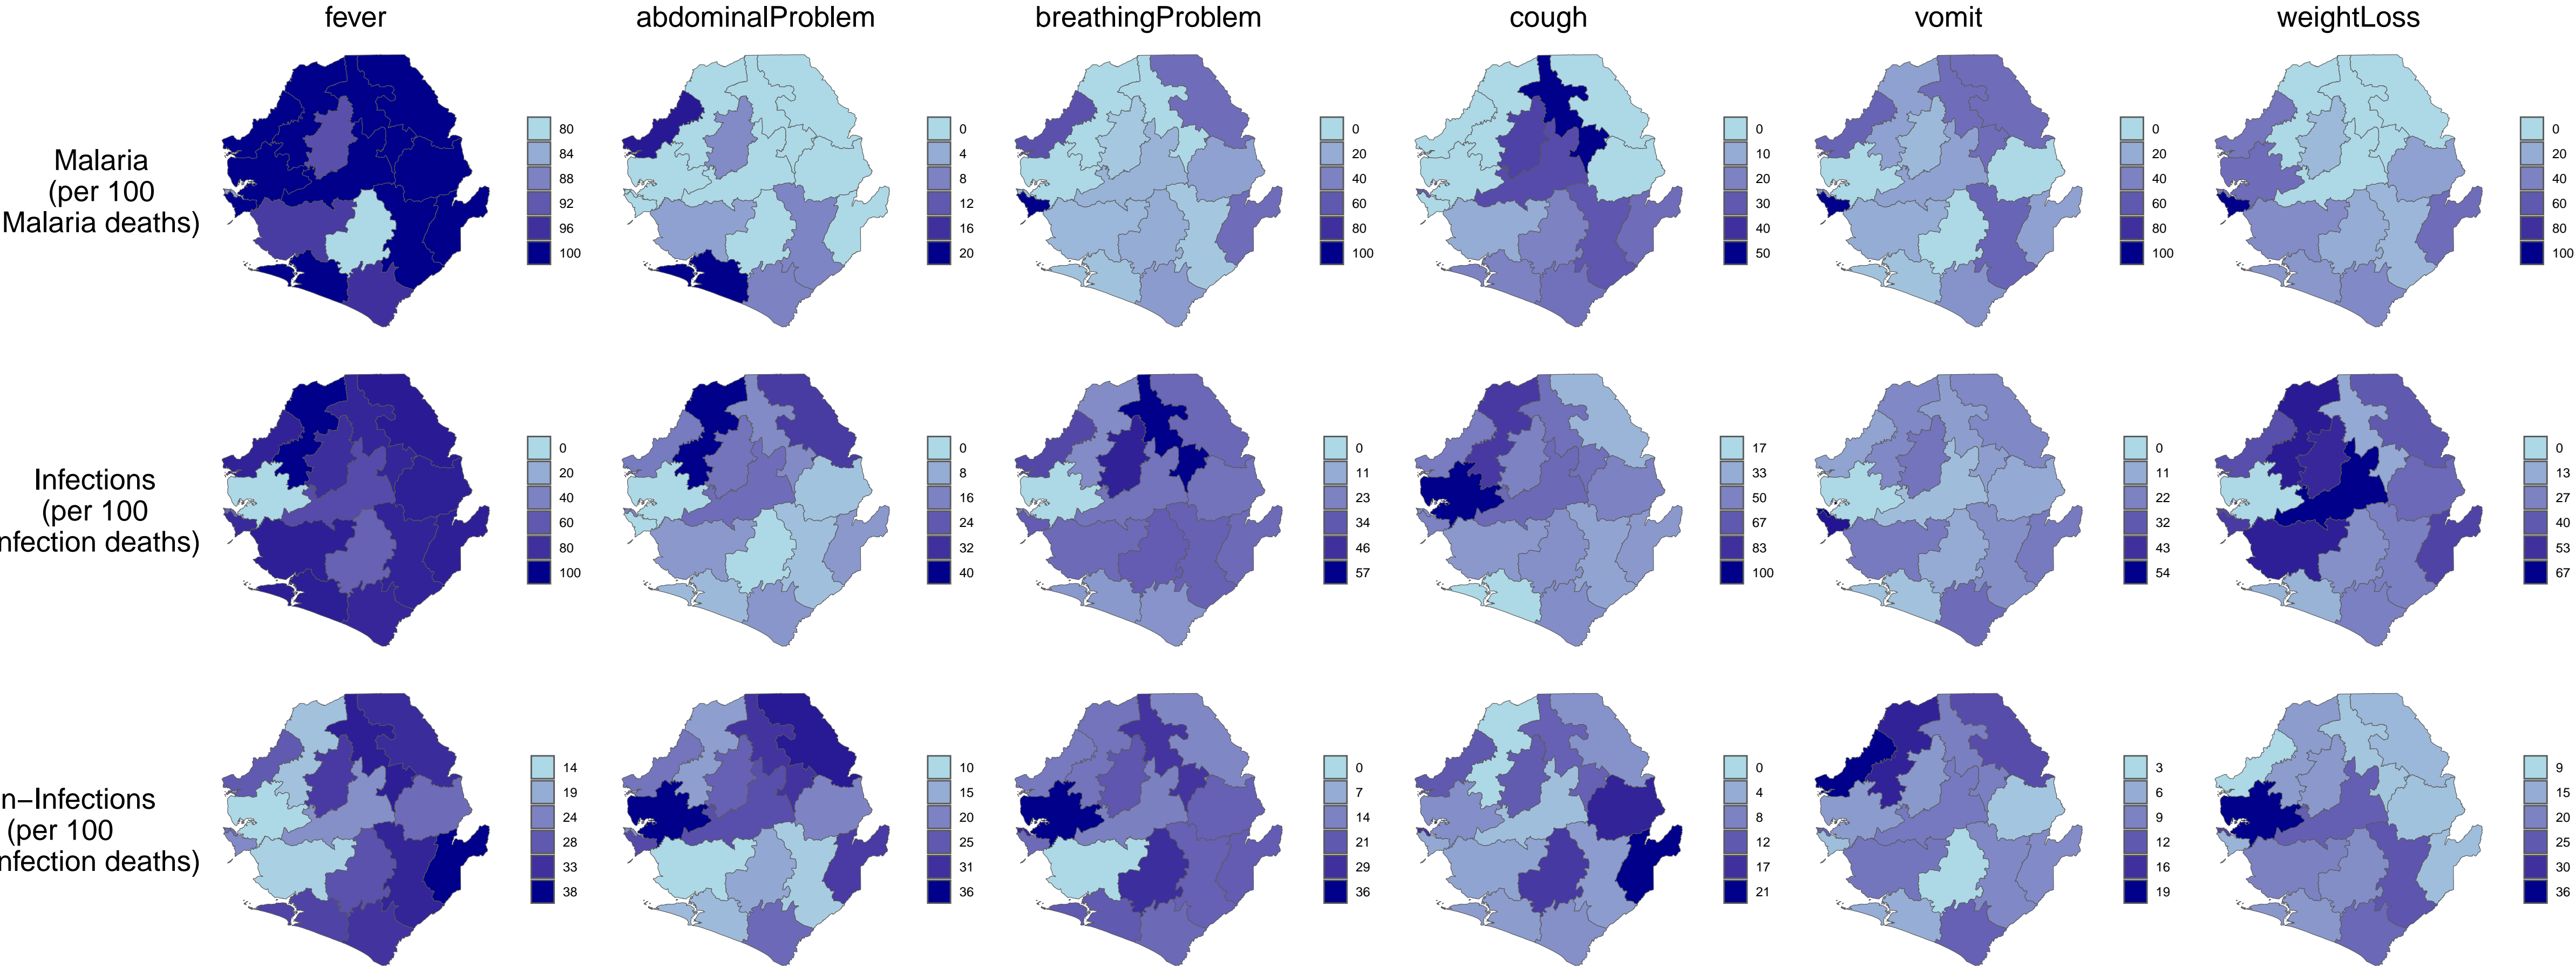 fever abdominalProblem breathingProblem cough vomit weightLoss
Malaria
(per 100
Malaria deaths)
80 0 0 0 0 0
84 4 20 10 20 20
88 8 40 20 40 40
92 12 60 30 60 60
96 16 80 40 80 80
100 20 100 50 100 100
Infections
(per 100
nfection deaths)
0 0 0 17 0 0
20 8 11 33 11 13
40 16 23 50 22 27
60 24 34 67 32 40
80 32 46 83 43 53
100 40 57 100 54 67
n−Infections
(per 100
nfection deaths)
14 10 0 0 3 9
19 15 7 4 6 15
24 20 14 8 9 20
28 25 21 12 12 25
33 31 29 17 16 30
38 36 36 21 19 36